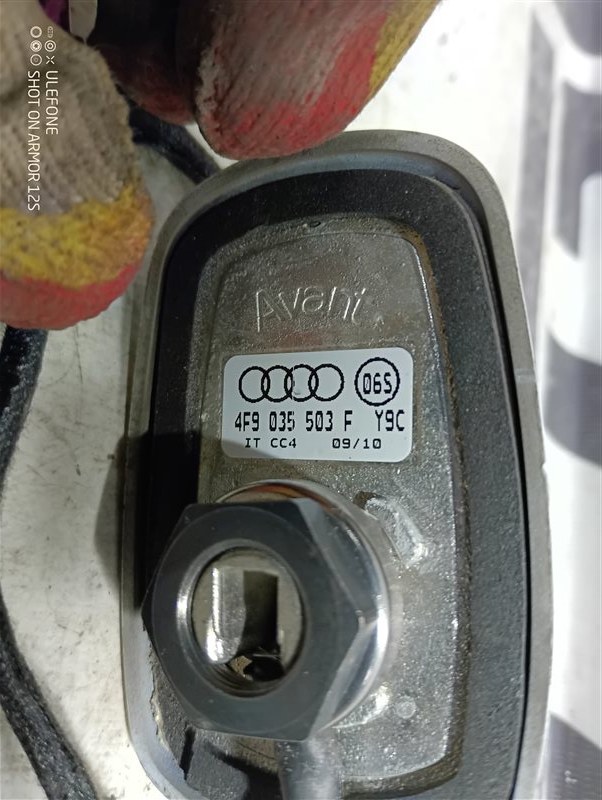 ULEFONE
SHOT ON ARMOR 12S
Avant
06S
4F9 035 503 F Y9C
IT CC4 09/10